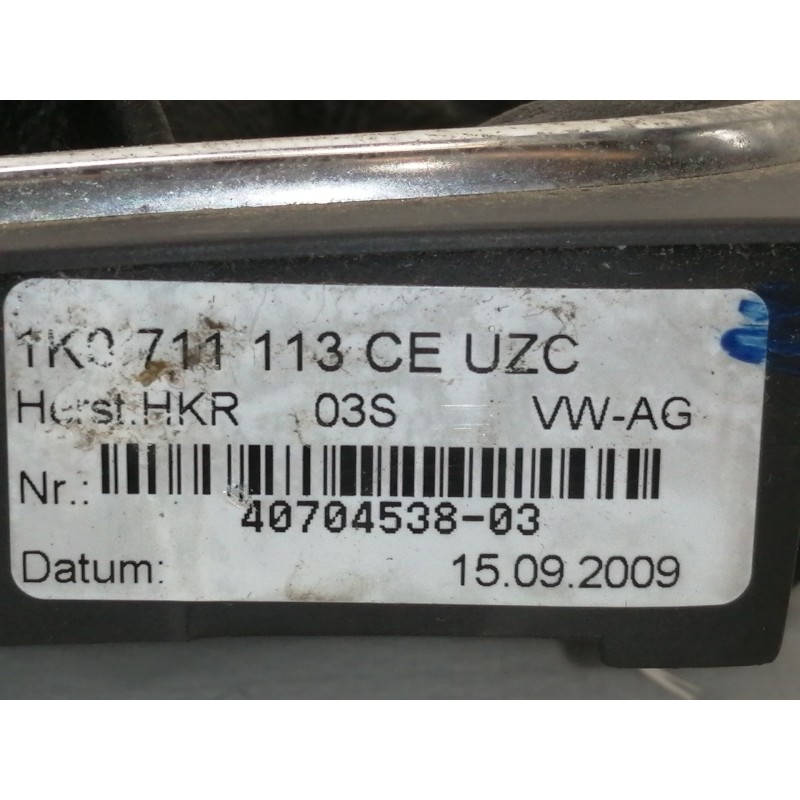 1K0 711 113 CE UZC
Herst.HKR 03S VW-AG
Nr.:
40704538-03
Datum: 15.09.2009